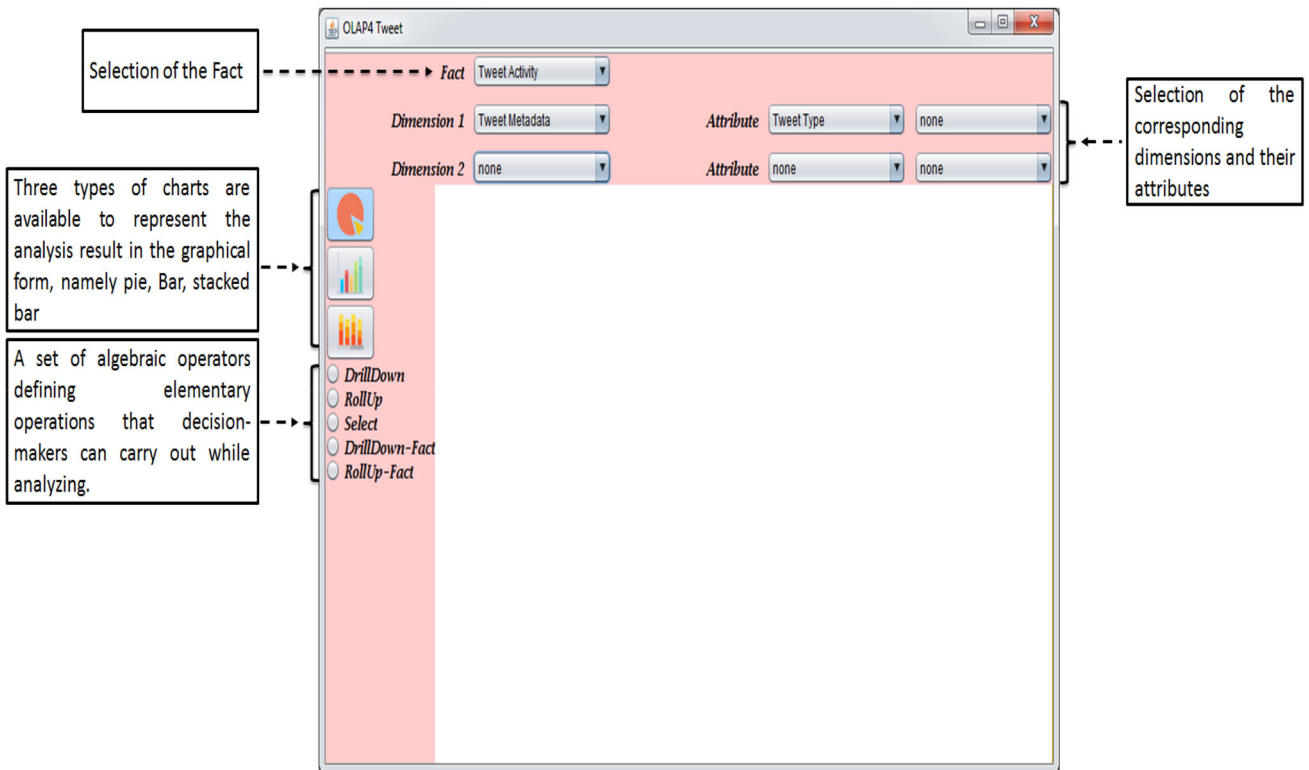 OLAP4 Tweet
X
Selection of the Fact
Fact
Tweet Activity
Dimension 1
Tweet Metadata
Attribute
Tweet Type
none
Dimension 2
none
Attribute
none
none
Selection of the
corresponding
dimensions and their
attributes
Three types of charts are
available to represent the
analysis result in the graphical
form, namely pie, Bar, stacked
bar
A set of algebraic operators
defining elementary
operations that decision-
makers can carry out while
analyzing.
DrillDown
RollUp
Select
DrillDown-Fact
RollUp-Fact